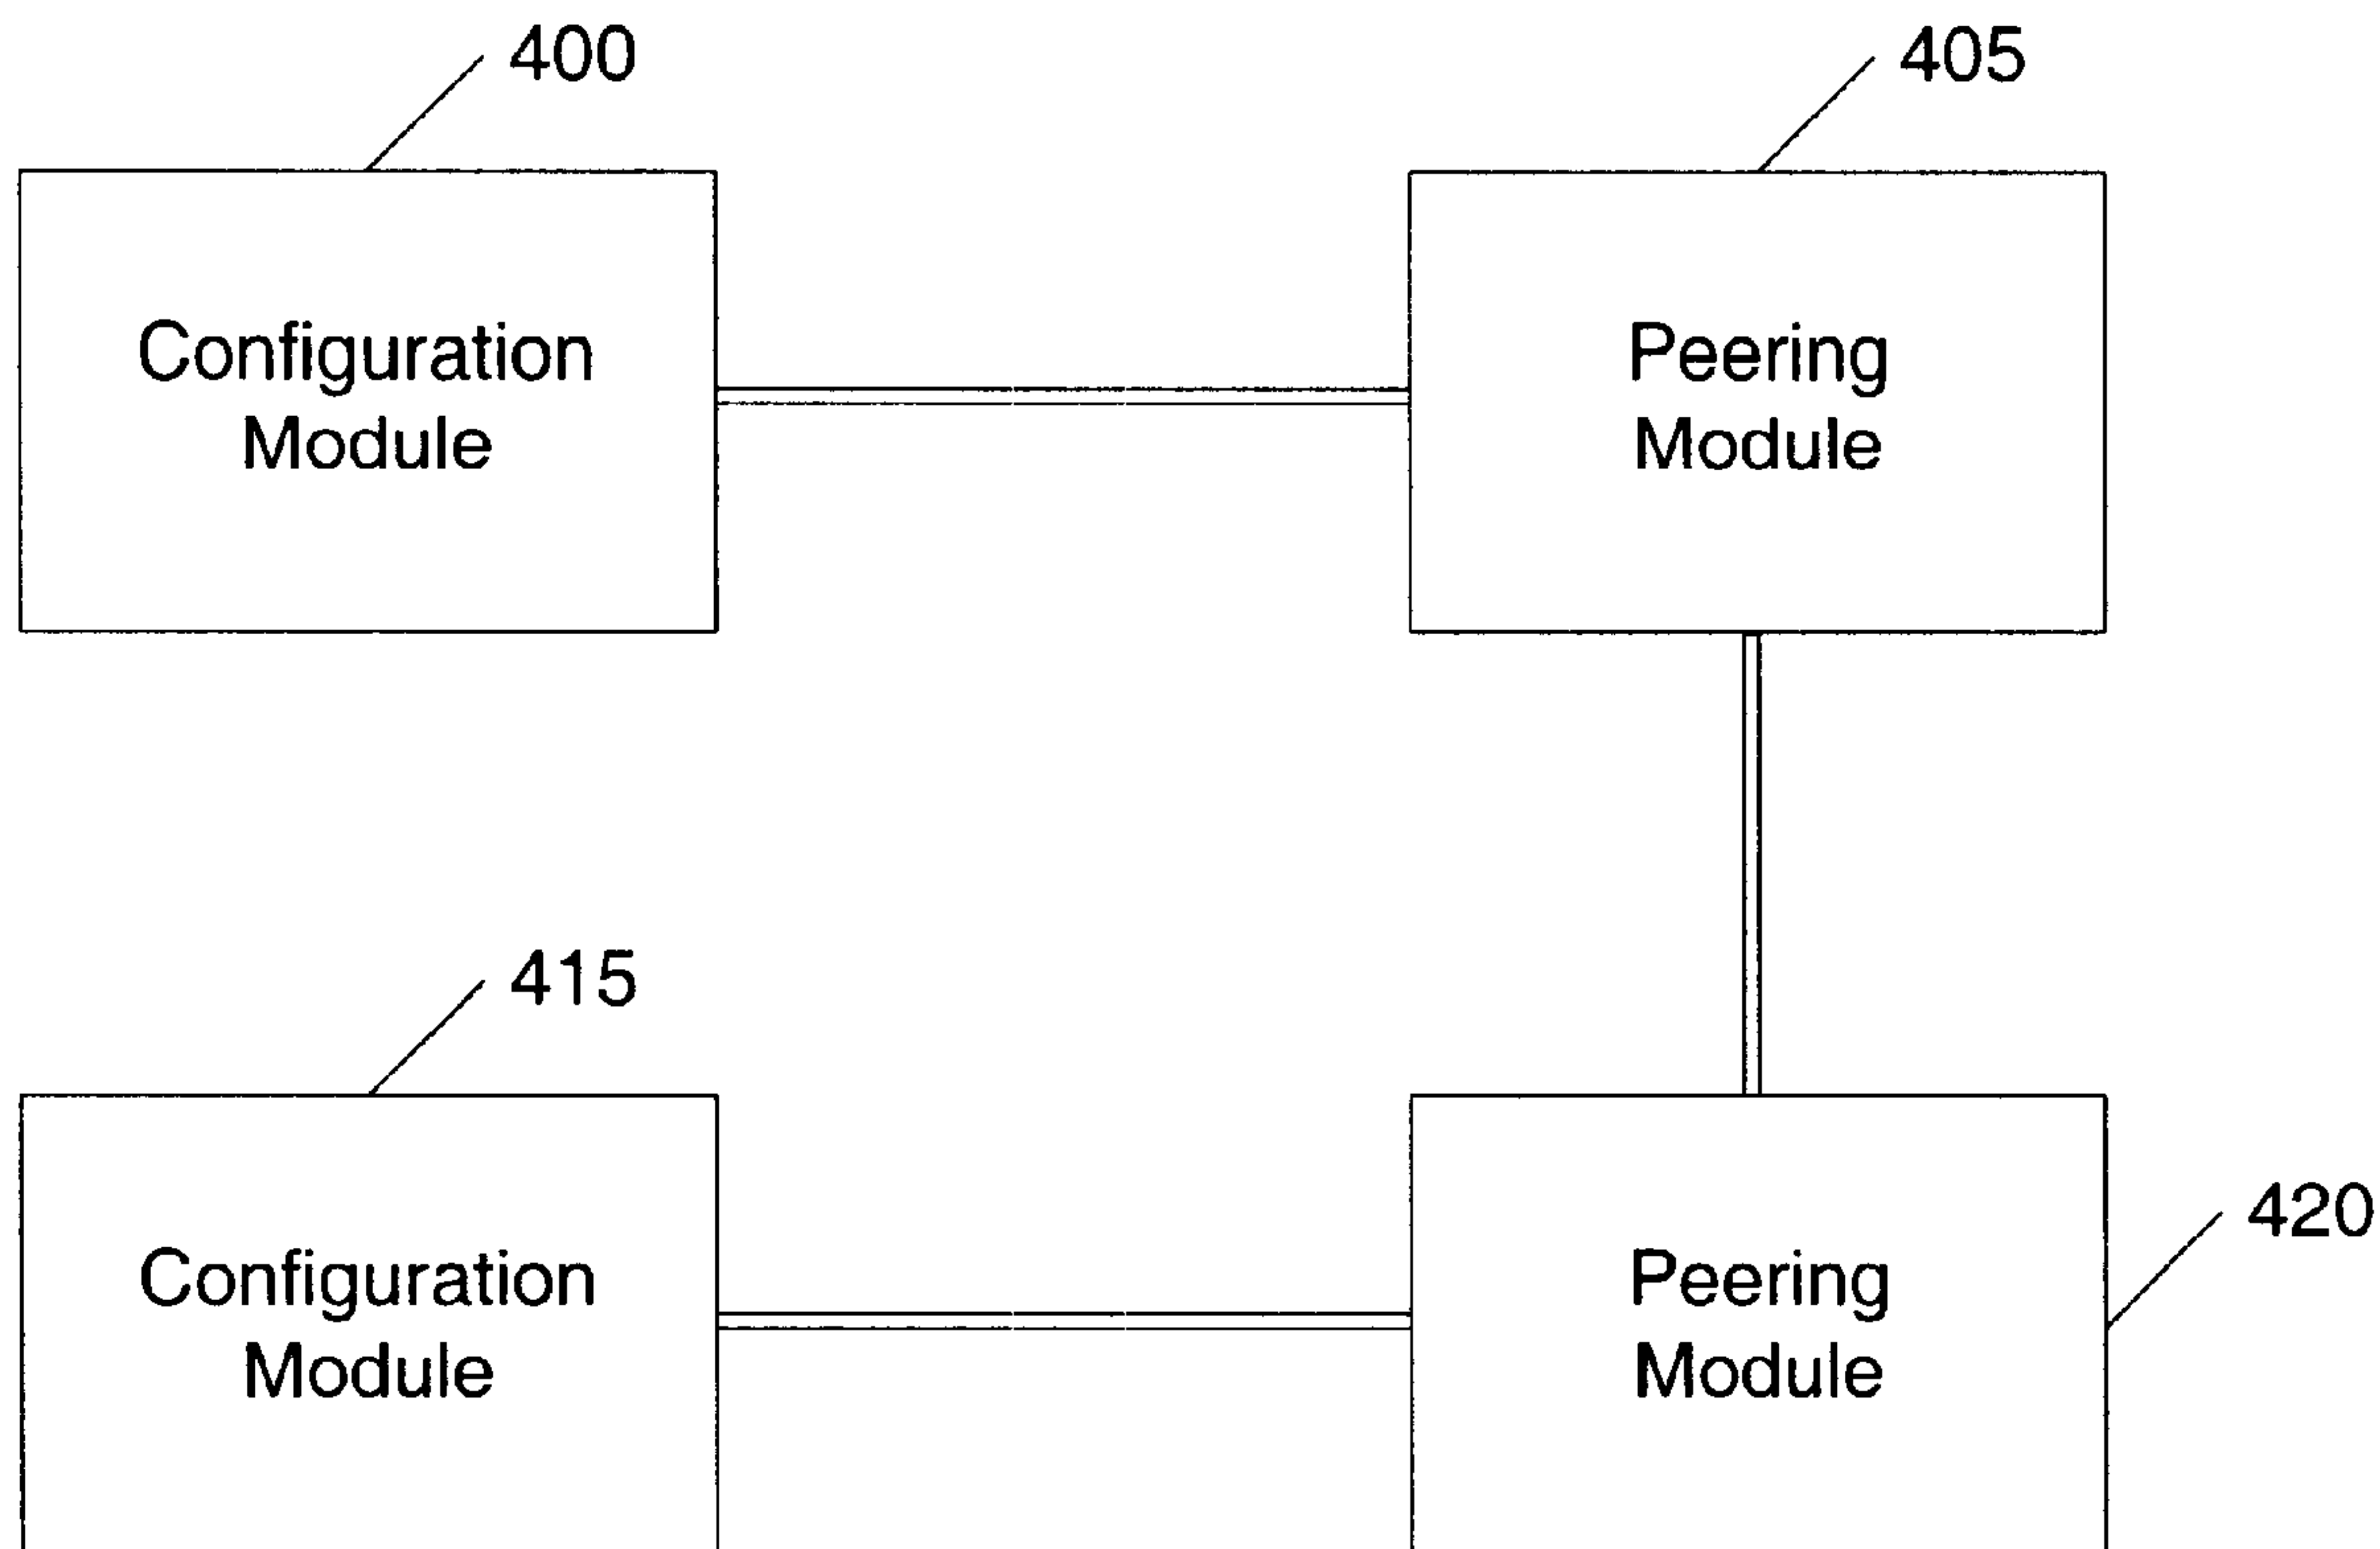 400
405
Configuration
Module
Peering
Module
415
420
Configuration
Module
Peering
Module